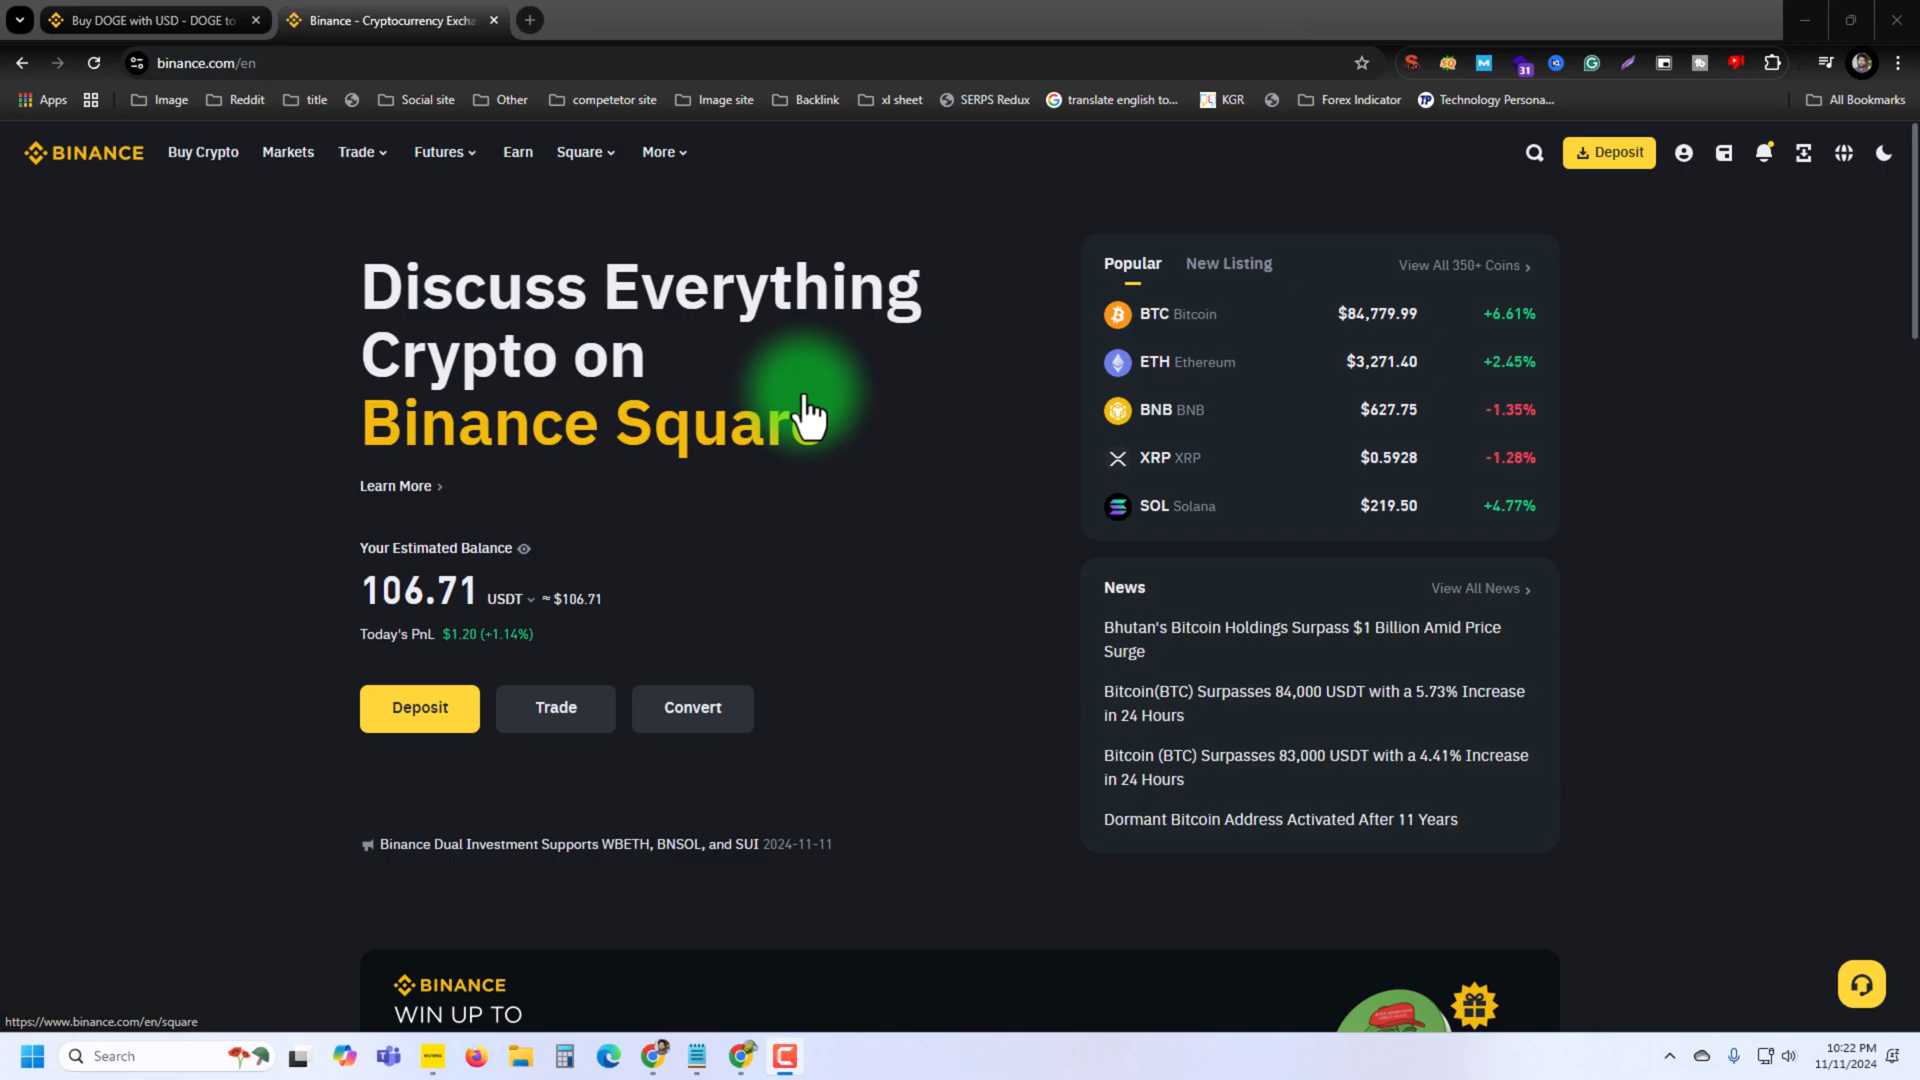 Buy DOGE with USD - DOGE to
Binance - Cryptocurrency Excha
binance.com/en
31
Apps
Image
Reddit
title
Social site
Other
competetor site
Image site
Backlink
xl sheet
SERPS Redux
translate english to...
KGR
Forex Indicator
Technology Persona...
All Bookmarks
BINANCE
Buy Crypto
Markets
Trade
Futures
Earn
Square
More
Deposit
Discuss Everything
Crypto on
Binance Square
Learn More
Your Estimated Balance
106.71 USDT ≈ $106.71
Today's PnL $1.20 (+1.14%)
Deposit
Trade
Convert
Binance Dual Investment Supports WBETH, BNSOL, and SUI 2024-11-11
Popular
New Listing
View All 350+ Coins
BTC Bitcoin $84,779.99 +6.61%
ETH Ethereum $3,271.40 +2.45%
BNB BNB $627.75 -1.35%
XRP XRP $0.5928 -1.28%
SOL Solana $219.50 +4.77%
News
View All News
Bhutan's Bitcoin Holdings Surpass $1 Billion Amid Price
Surge
Bitcoin(BTC) Surpasses 84,000 USDT with a 5.73% Increase
in 24 Hours
Bitcoin (BTC) Surpasses 83,000 USDT with a 4.41% Increase
in 24 Hours
Dormant Bitcoin Address Activated After 11 Years
BINANCE
WIN UP TO
https://www.binance.com/en/square
Search
10:22 PM
11/11/2024